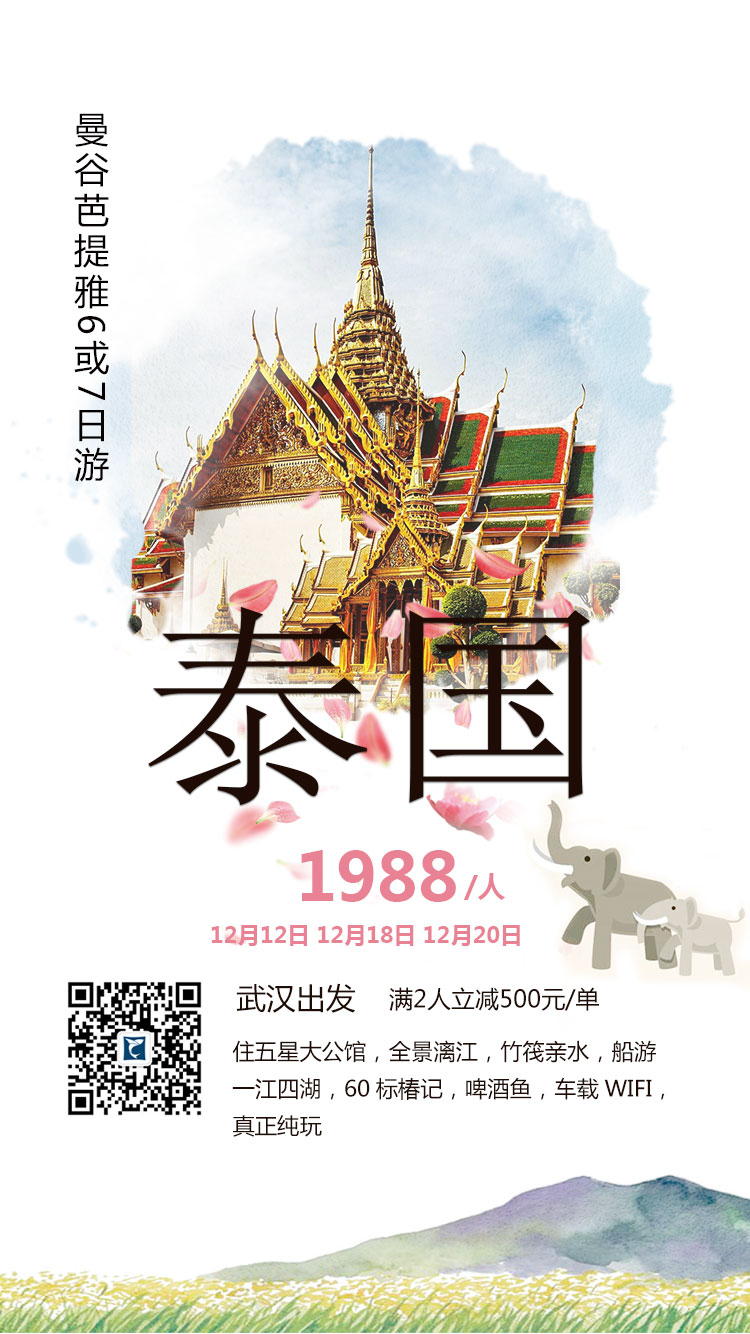 曼谷芭提雅6或7日游
泰国
1988/人
12月12日 12月18日 12月20日
武汉出发 满2人立减500元/单
住五星大公馆，全景漓江，竹筏亲水，船游
一江四湖，60 标椿记，啤酒鱼，车载 WIFI，
真正纯玩